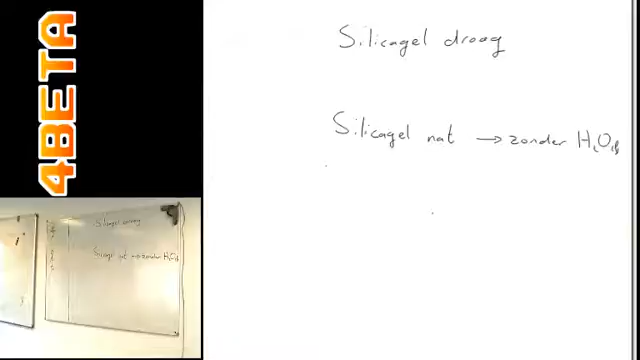 4BETA
Silicagel droog
Silicagel nat → zonder H₂O